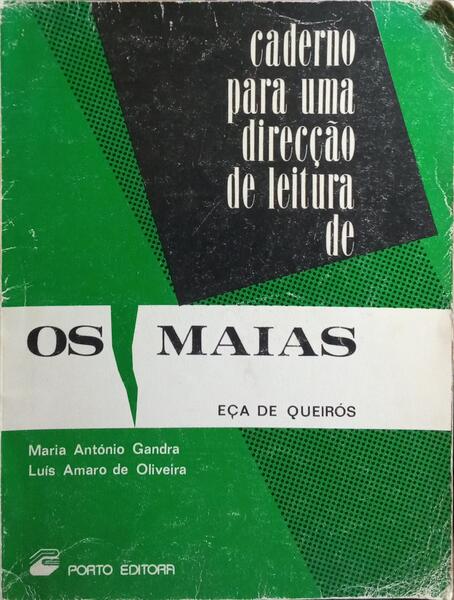 caderno
para uma
direcção
de leitura
de
OS MAIAS
EÇA DE QUEIRÓS
Maria António Gandra
Luís Amaro de Oliveira
PORTO EDITORA